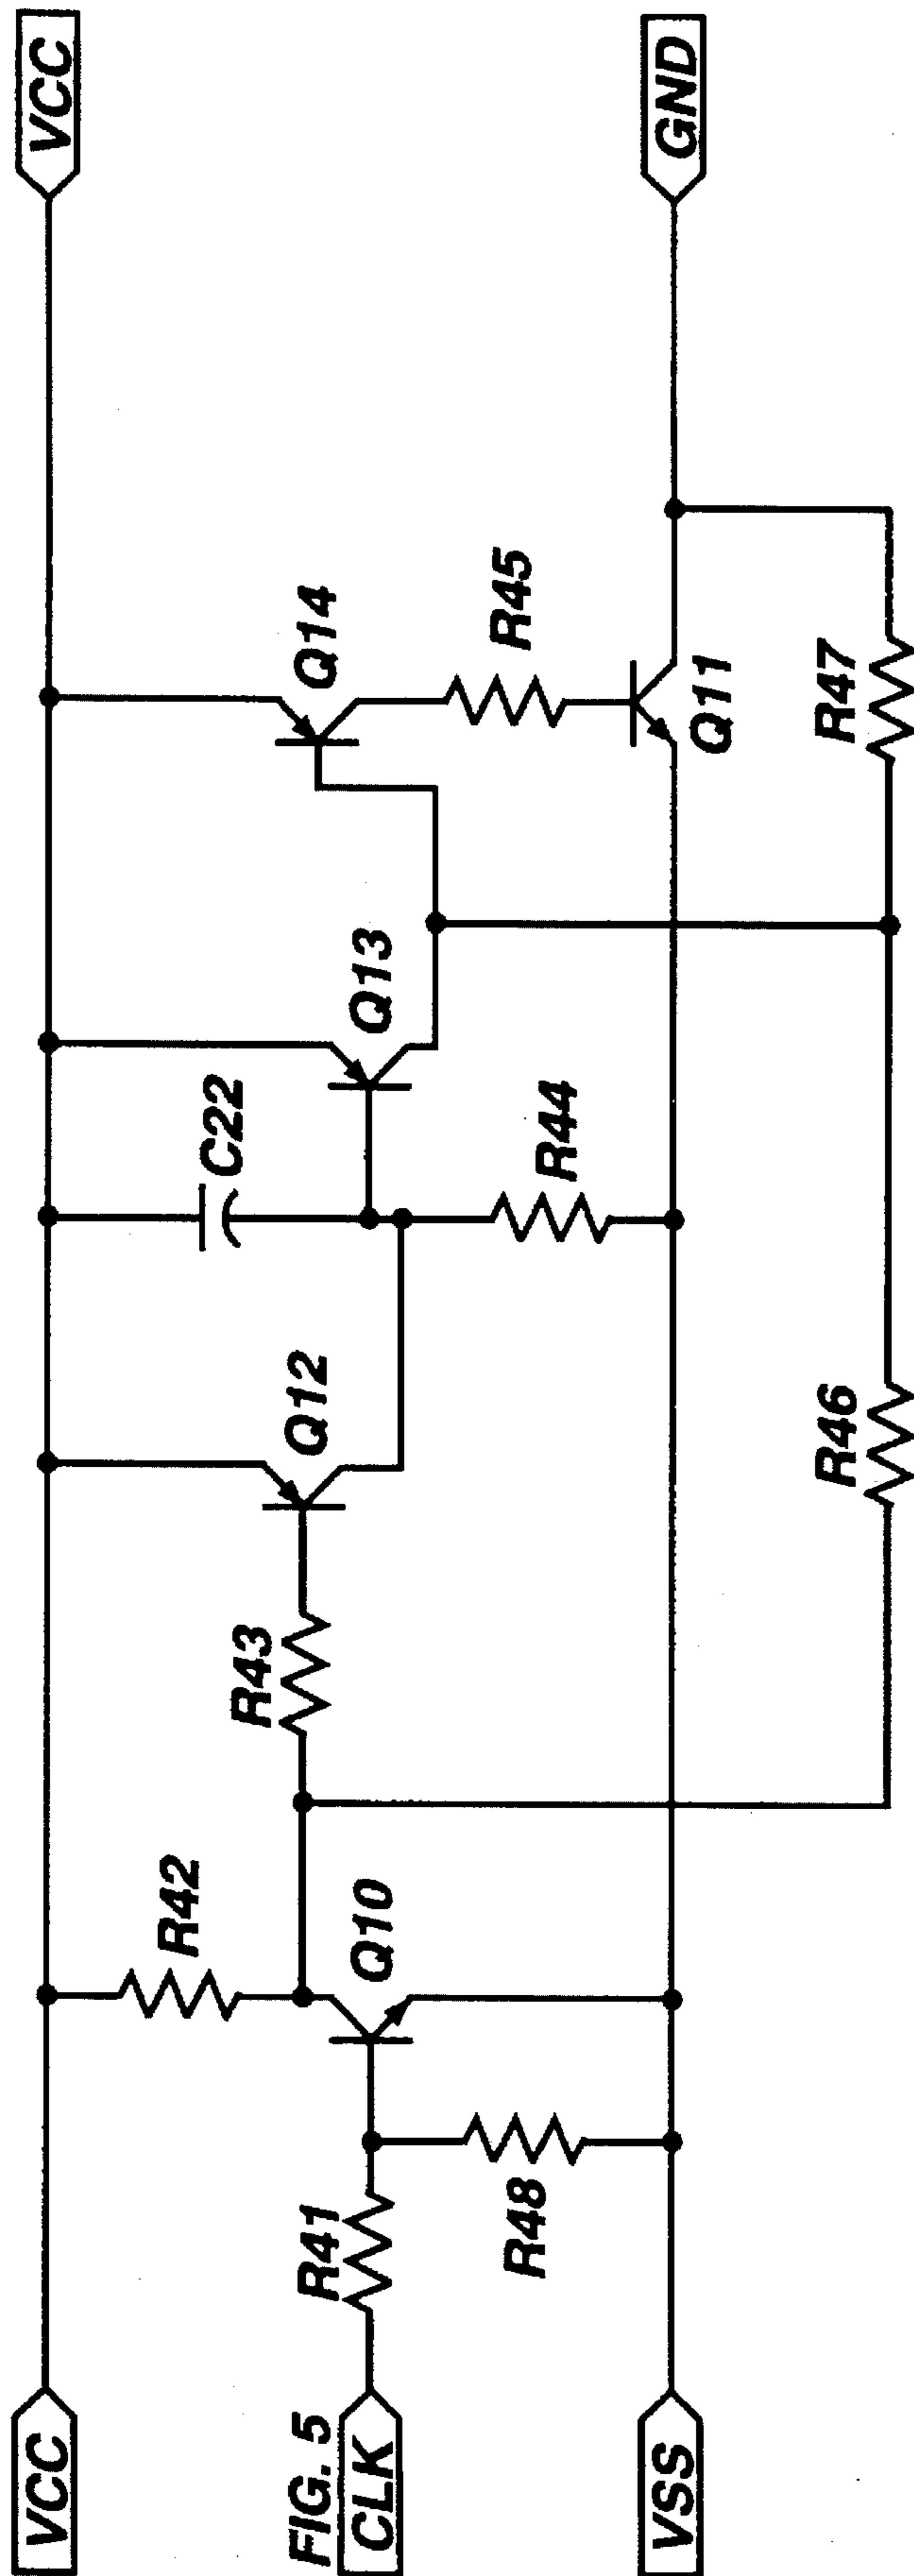 VCC
VCC
R42
C22
Q14
R43
Q12
Q13
R45
FIG. 5
CLK
R41
Q10
R48
R44
Q11
VSS
GND
R46
R47